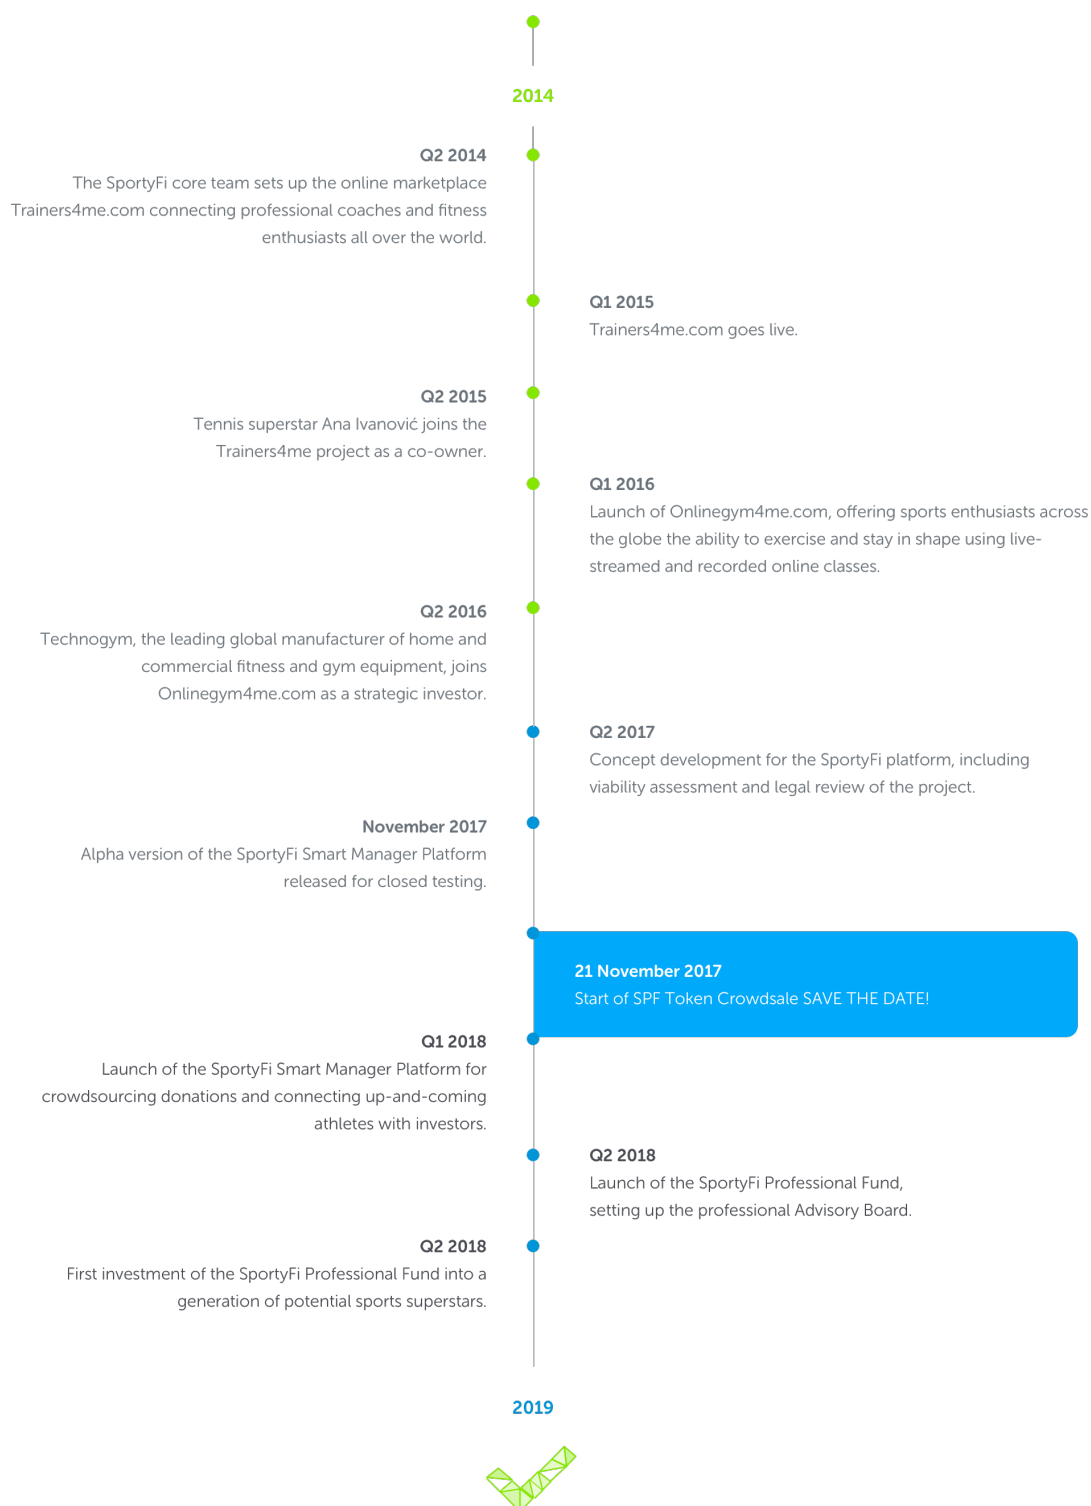 2014
Q2 2014
The SportyFi core team sets up the online marketplace
Trainers4me.com connecting professional coaches and fitness
enthusiasts all over the world.
Q1 2015
Trainers4me.com goes live.
Q2 2015
Tennis superstar Ana Ivanović joins the
Trainers4me project as a co-owner.
Q1 2016
Launch of Onlinegym4me.com, offering sports enthusiasts across
the globe the ability to exercise and stay in shape using live-
streamed and recorded online classes.
Q2 2016
Technogym, the leading global manufacturer of home and
commercial fitness and gym equipment, joins
Onlinegym4me.com as a strategic investor.
Q2 2017
Concept development for the SportyFi platform, including
viability assessment and legal review of the project.
November 2017
Alpha version of the SportyFi Smart Manager Platform
released for closed testing.
21 November 2017
Start of SPF Token Crowdsale SAVE THE DATE!
Q1 2018
Launch of the SportyFi Smart Manager Platform for
crowdsourcing donations and connecting up-and-coming
athletes with investors.
Q2 2018
Launch of the SportyFi Professional Fund,
setting up the professional Advisory Board.
Q2 2018
First investment of the SportyFi Professional Fund into a
generation of potential sports superstars.
2019